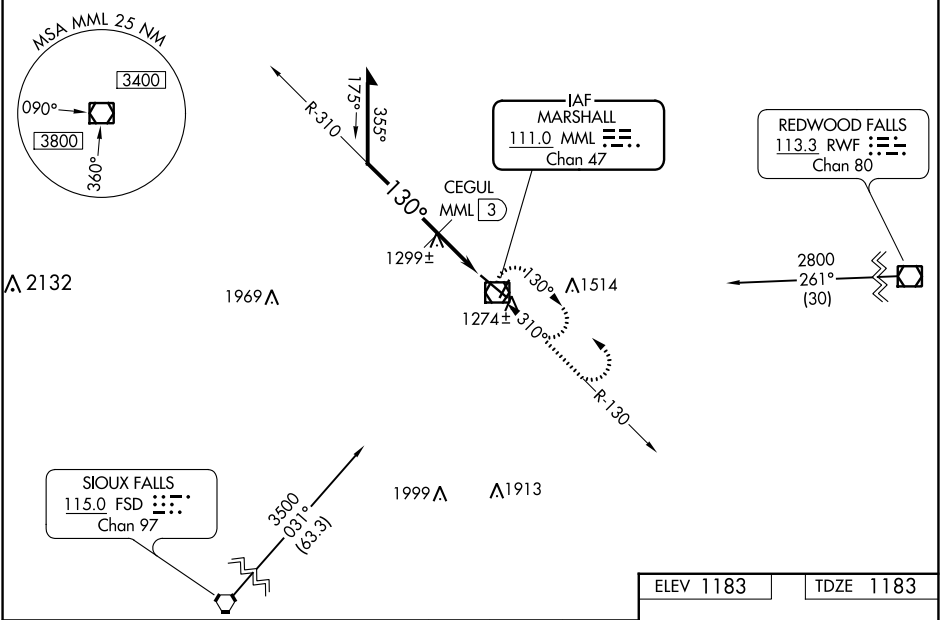 MSA MML 25 NM
3400
090°
3800
360°
R-310
175°
355°
130°
IAF
MARSHALL
111.0 MML
Chan 47
REDWOOD FALLS
113.3 RWF
Chan 80
CEGUL
MML 3
1299±
2132
1969
130°
1514
1274±
310°
2800
261°
(30)
R-130
SIOUX FALLS
115.0 FSD
Chan 97
3500
031°
(63.3)
1999
1913
ELEV 1183
TDZE 1183